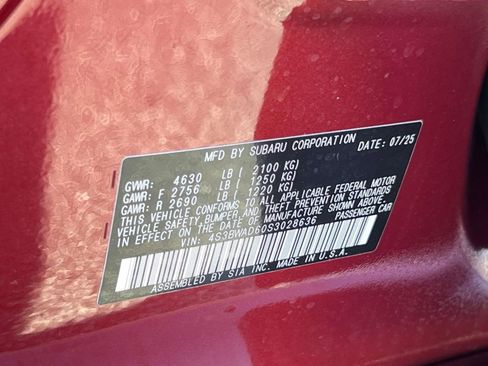 MFD BY SUBARU CORPORATION DATE: 07/25
GVWR: 4630 LB ( 2100 KG)
GAWR: F 2756 LB ( 1250 KG)
GAWR: R 2690 LB ( 1220 KG)
THIS VEHICLE CONFORMS TO ALL APPLICABLE FEDERAL MOTOR
VEHICLE SAFETY, BUMPER AND THEFT PREVENTION STANDARDS
IN EFFECT ON THE DATE OF MANUFACTURE SHOWN ABOVE.
VIN: 4S3BWAD60S3028636 PASSENGER CAR
ASSEMBLED BY SIA INC. MADE IN U.S.A.